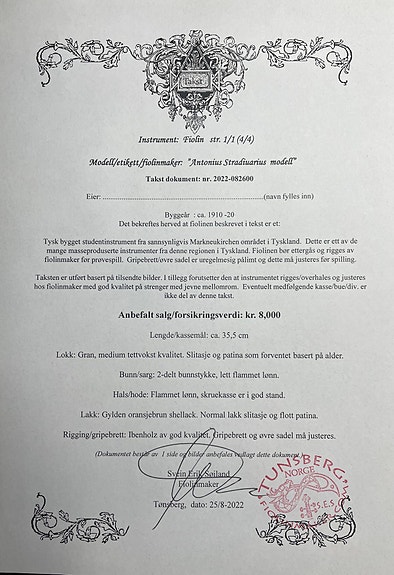 Takst
Instrument: Fiolin str. 1/1 (4/4)
Modell/etikett/fiolinmaker: "Antonius Stradiuarius modell"
Takst dokument: nr. 2022-082600
Eier: ..........................................................................(navn fylles inn)
Byggeår : ca. 1910 -20
Det bekreftes herved at fiolinen beskrevet i tekst er et:
Tysk bygget studentinstrument fra sannsynligvis Markneukirchen området i Tyskland. Dette er et av de
mange masseproduserte instrumenter fra denne regionen i Tyskland. Fiolinen bør ettergås og rigges av
fiolinmaker før prøvespill. Gripebrett/øvre sadel er uregelmesig pålimt og dette må justeres før spilling.
Taksten er utført basert på tilsendte bilder. I tillegg forutsetter den at instrumentet rigges/overhales og justeres
hos fiolinmaker med god kvalitet på strenger med jevne mellomrom. Eventuelt medfølgende kasse/bue/div. er
ikke del av denne takst.
Anbefalt salg/forsikringsverdi: kr. 8,000
Lengde/kassemål: ca. 35,5 cm
Lokk: Gran, medium tettvokst kvalitet. Slitasje og patina som forventet basert på alder.
Bunn/sarg: 2-delt bunnstykke, lett flammet lønn.
Hals/hode: Flammet lønn, skruekasse er i god stand.
Lakk: Gylden oransjebrun shellack. Normal lakk slitasje og flott patina.
Rigging/gripebrett: Ibenholz av god kvalitet. Gripebrett og øvre sadel må justeres.
(Dokumentet består av 1 side og bilder anbefales vedlagt dette dokument.)
Svein Erik Søiland
Fiolinmaker
Tønsberg, dato: 25/8-2022
TUNSBERG
NORGE
S.E.S